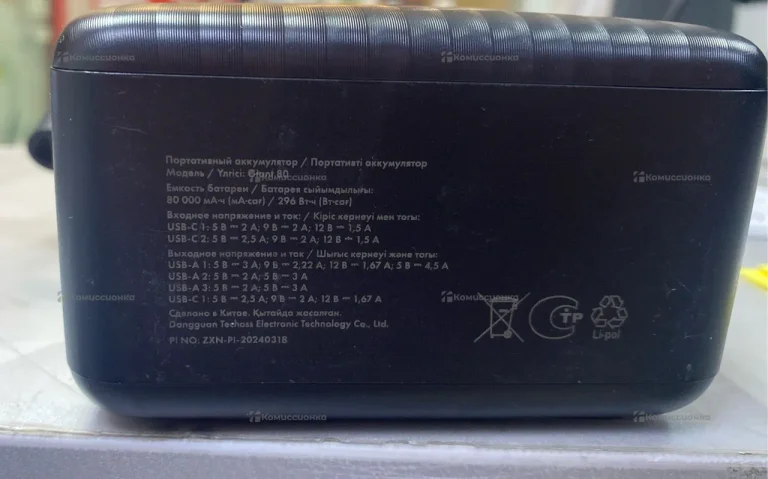 Комиссионка
Комиссионка
Комиссионка
Портативный аккумулятор / Портативті аккумулятор
Модель / Үлгісі: Giant 80
Комиссионка
Комиссионка
Емкость батареи / Батарея сыйымдылығы:
80 000 мА·ч (мА·сағ) / 296 Вт·ч (Вт·сағ)
Входное напряжение и ток: / Кіріс кернеуі мен тогы:
USB-C 1: 5 В ⎓ 2 А; 9 В ⎓ 2 А; 12 В ⎓ 1,5 А
USB-C 2: 5 В ⎓ 2,5 А; 9 В ⎓ 2 А; 12 В ⎓ 1,5 А
Выходное напряжение и ток / Шығыс кернеуі және тогы:
USB-A 1: 5 В ⎓ 3 А; 9 В ⎓ 2,22 А; 12 В ⎓ 1,67 А; 5 В ⎓ 4,5 А
USB-A 2: 5 В ⎓ 2 А; 5 В ⎓ 3 А
USB-A 3: 5 В ⎓ 2 А; 5 В ⎓ 3 А
USB-C 1: 5 В ⎓ 2,5 А; 9 В ⎓ 2 А; 12 В ⎓ 1,67 А
Комиссионка
Комиссионка
Комиссионка
Сделано в Китае. Қытайда жасалған.
Dongguan Techoss Electronic Technology Co., Ltd.
PI NO. ZXN-PI-20240318
СТР
Li-pol
Комиссионка
Комиссионка